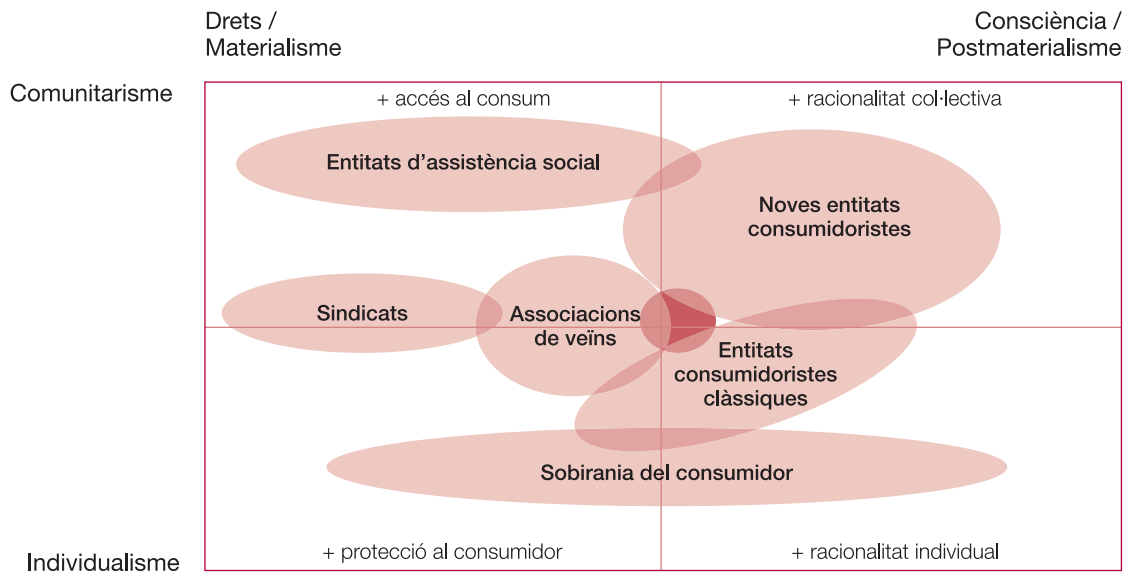 Drets /
Materialisme
Consciència /
Postmaterialisme
Comunitarisme
+ accés al consum
+ racionalitat col·lectiva
Entitats d'assistència social
Noves entitats
consumidoristes
Sindicats
Associacions
de veïns
Entitats
consumidoristes
clàssiques
Sobirania del consumidor
+ protecció al consumidor
+ racionalitat individual
Individualisme